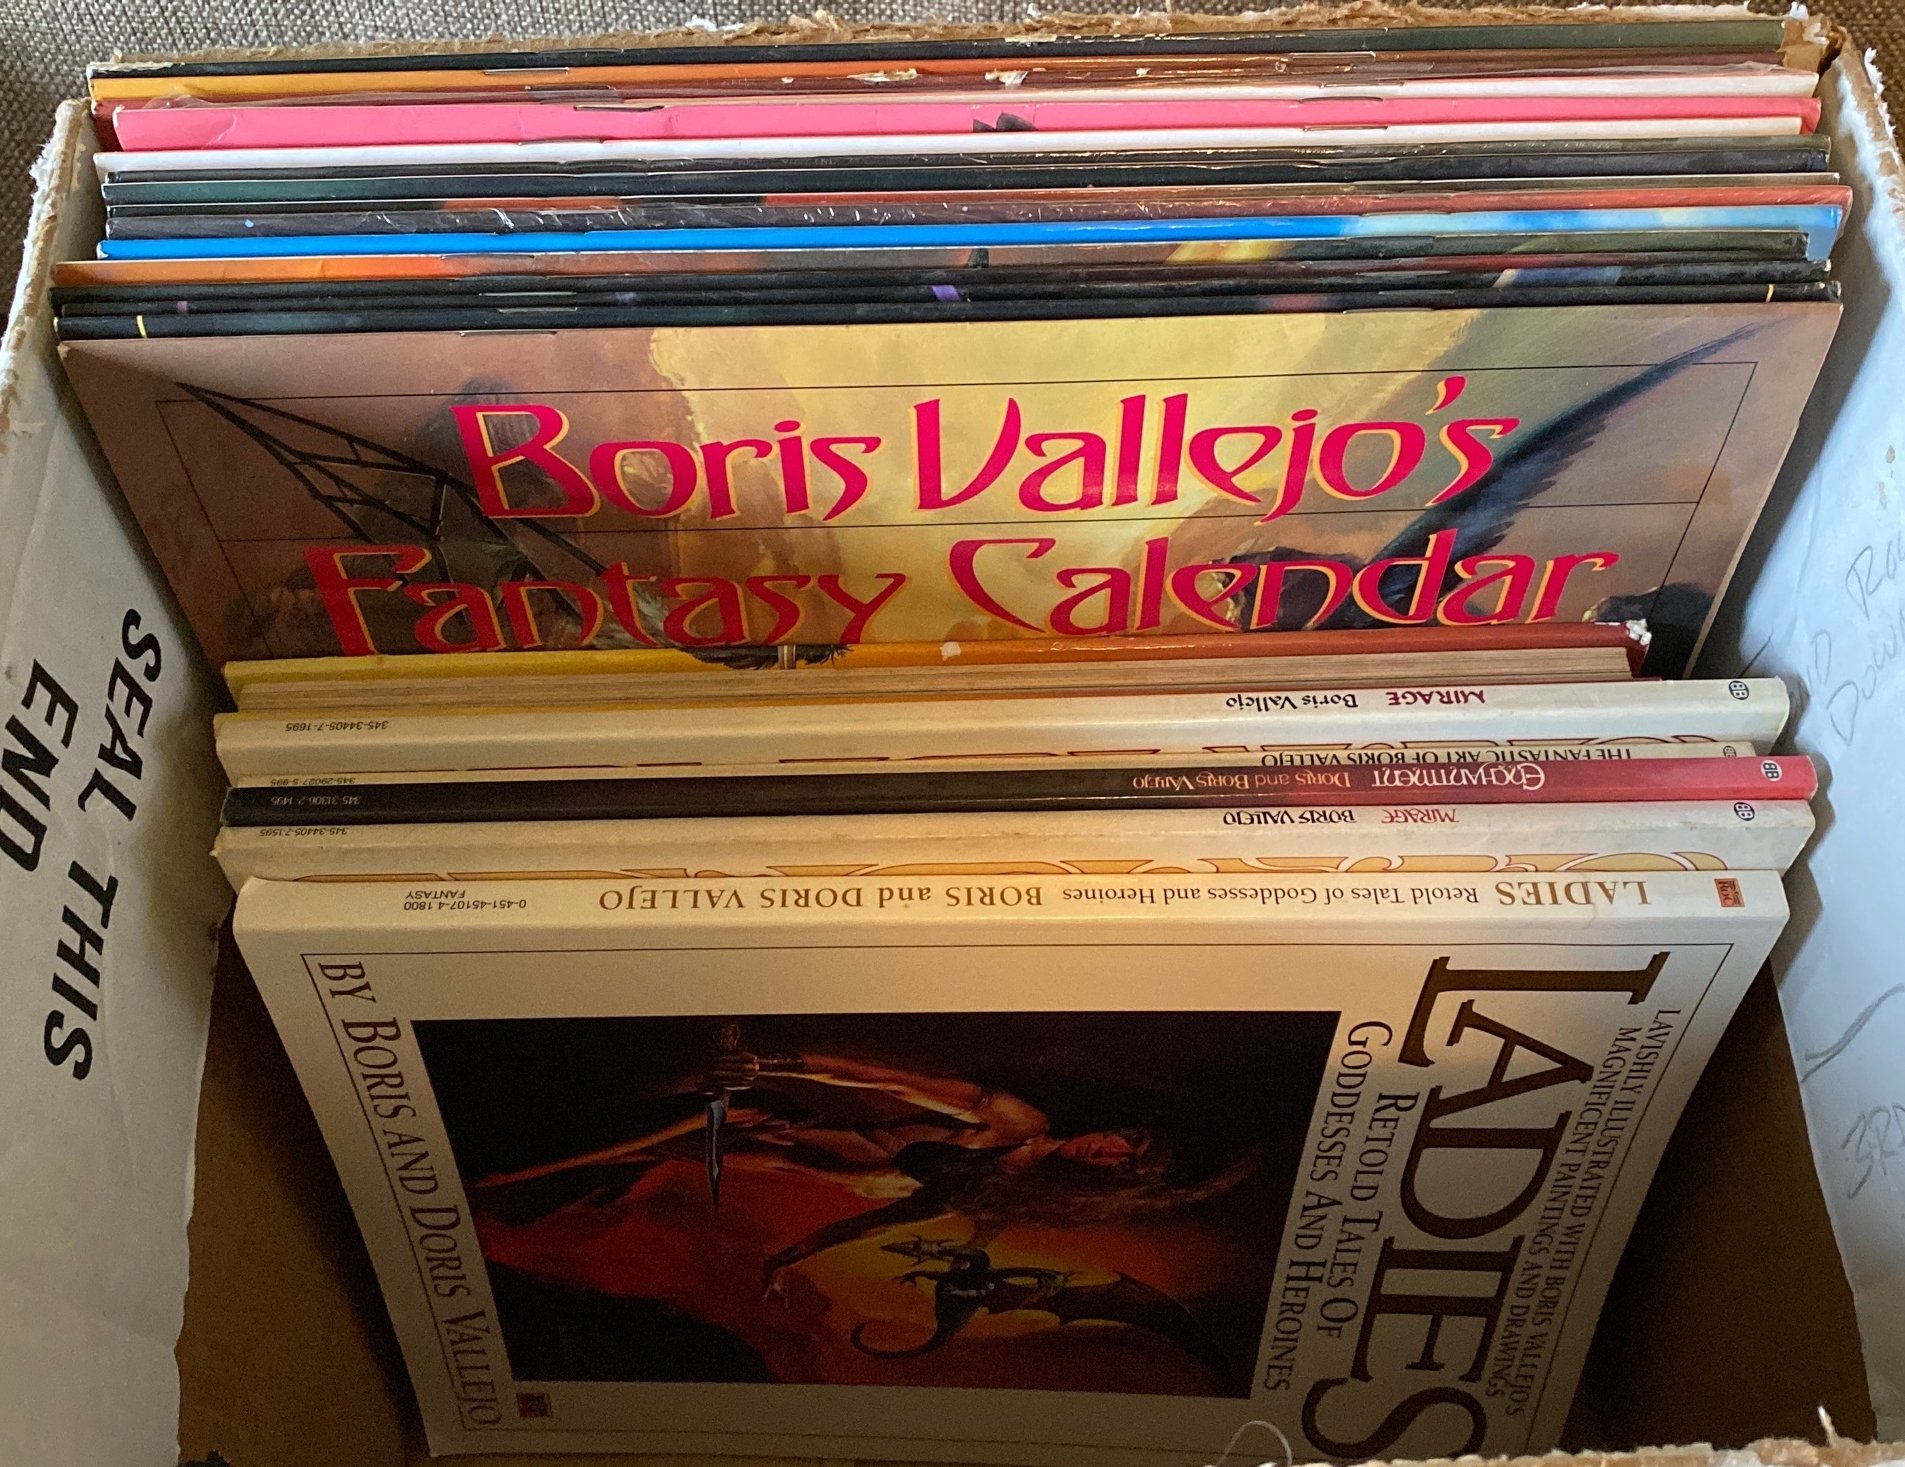 Boris Vallejo's
Fantasy Calendar
MIRAGE Boris Vallejo 345-34405-7-1695
THE FANTASTIC ART OF BORIS VALLEJO 345-29027-5-995
ENCHANTMENT DORIS and BORIS VALLEJO 345-31306-2-1495
MIRAGE BORIS VALLEJO 345-34405-7-1595
LADIES Retold Tales of Goddesses and Heroines BORIS and DORIS VALLEJO 0-451-45107-4 1800
FANTASY
LAVISHLY ILLUSTRATED WITH BORIS VALLEJO'S
MAGNIFICENT PAINTINGS AND DRAWINGS
LADIES
RETOLD TALES OF
GODDESSES AND HEROINES
BY BORIS AND DORIS VALLEJO
SEAL THIS
END
3RD